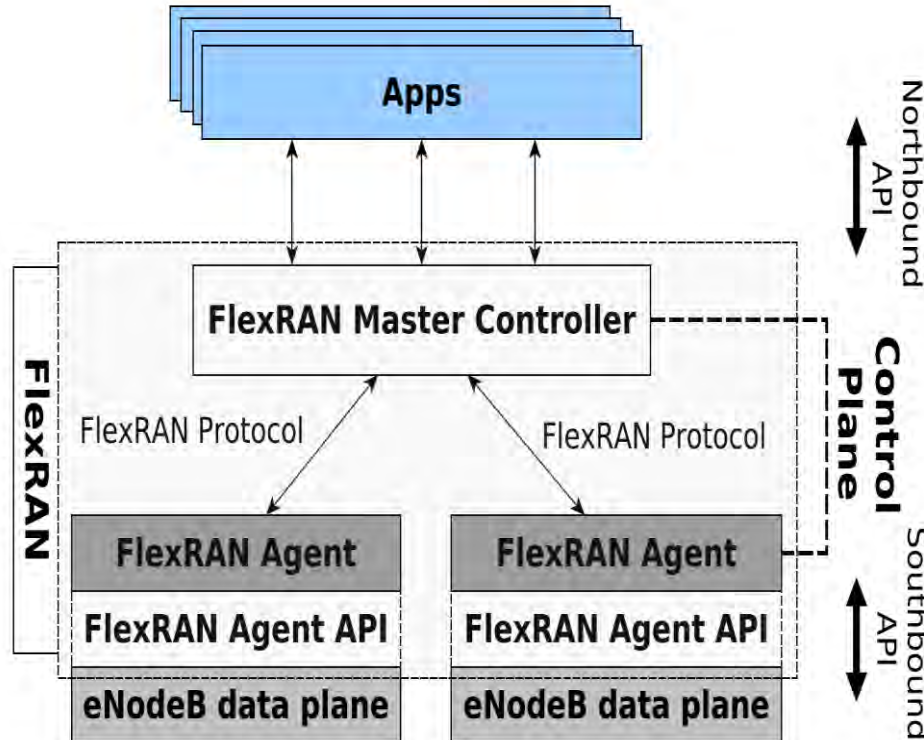 Apps
Northbound
API
FlexRAN Master Controller
FlexRAN
Control
Plane
FlexRAN Protocol
FlexRAN Protocol
FlexRAN Agent
FlexRAN Agent
FlexRAN Agent API
FlexRAN Agent API
Southbound
API
eNodeB data plane
eNodeB data plane